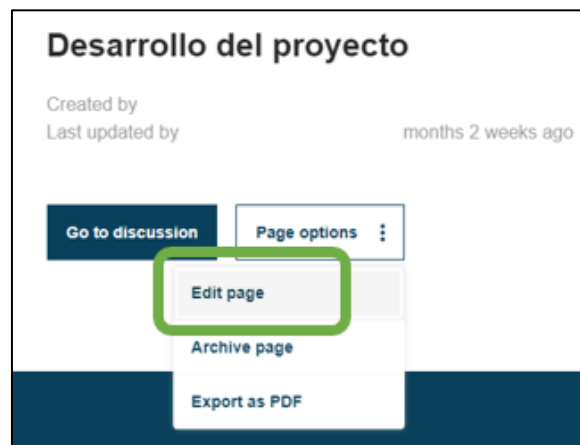 Desarrollo del proyecto
Created by
Last updated by months 2 weeks ago
Go to discussion
Page options
Edit page
Archive page
Export as PDF